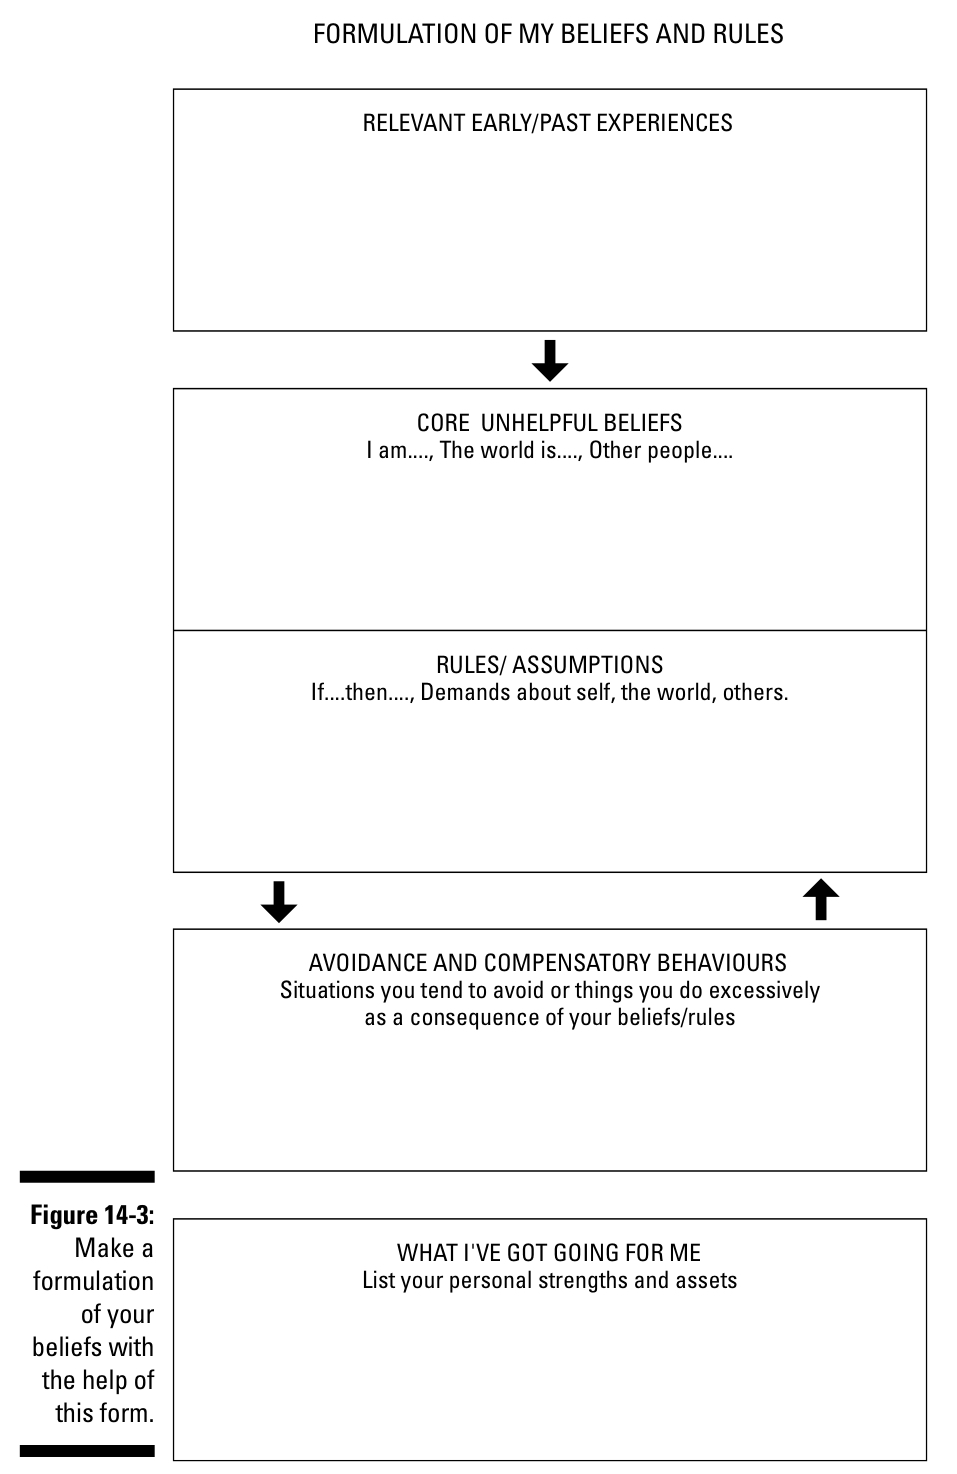 FORMULATION OF MY BELIEFS AND RULES
RELEVANT EARLY/PAST EXPERIENCES
CORE  UNHELPFUL BELIEFS
I am...., The world is...., Other people....
RULES/ ASSUMPTIONS
If....then...., Demands about self, the world, others.
AVOIDANCE AND COMPENSATORY BEHAVIOURS
Situations you tend to avoid or things you do excessively
as a consequence of your beliefs/rules
WHAT I'VE GOT GOING FOR ME
List your personal strengths and assets
Figure 14-3:
Make a
formulation
of your
beliefs with
the help of
this form.